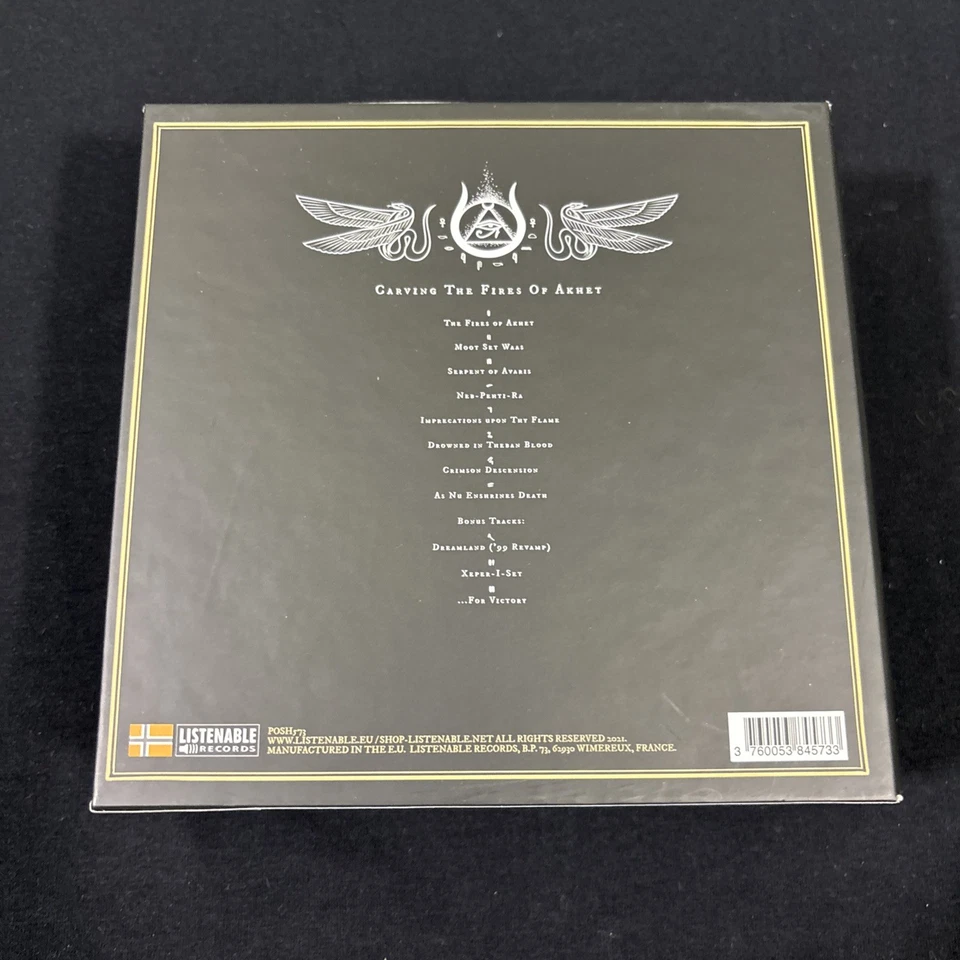 Carving The Fires Of Akhet
The Fires of Akhet
Moot Set Waas
Serpent of Avaris
Neb-Pehti-Ra
Imprecations upon Thy Flame
Drowned in Theban Blood
Crimson Descension
As Nu Enshrines Death
Bonus Tracks:
Dreamland ('99 Revamp)
Xeper-I-Set
...For Victory
LISTENABLE
RECORDS
POSH573
WWW.LISTENABLE.EU / SHOP-LISTENABLE.NET ALL RIGHTS RESERVED 2021.
MANUFACTURED IN THE E.U. LISTENABLE RECORDS, B.P. 73, 62930 WIMEREUX, FRANCE.
3 760053 845733